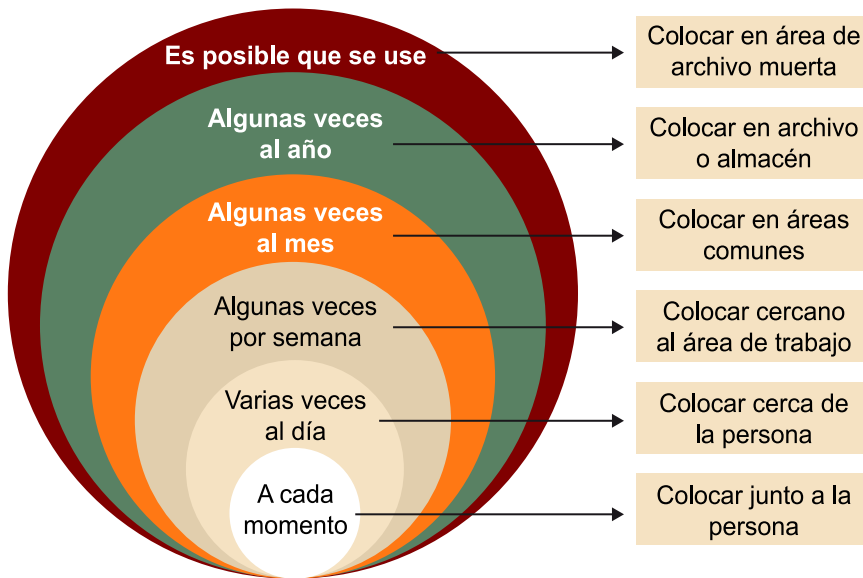 Es posible que se use
Colocar en área de
archivo muerta
Algunas veces
al año
Colocar en archivo
o almacén
Algunas veces
al mes
Colocar en áreas
comunes
Algunas veces
por semana
Colocar cercano
al área de trabajo
Varias veces
al día
Colocar cerca de
la persona
A cada
momento
Colocar junto a la
persona